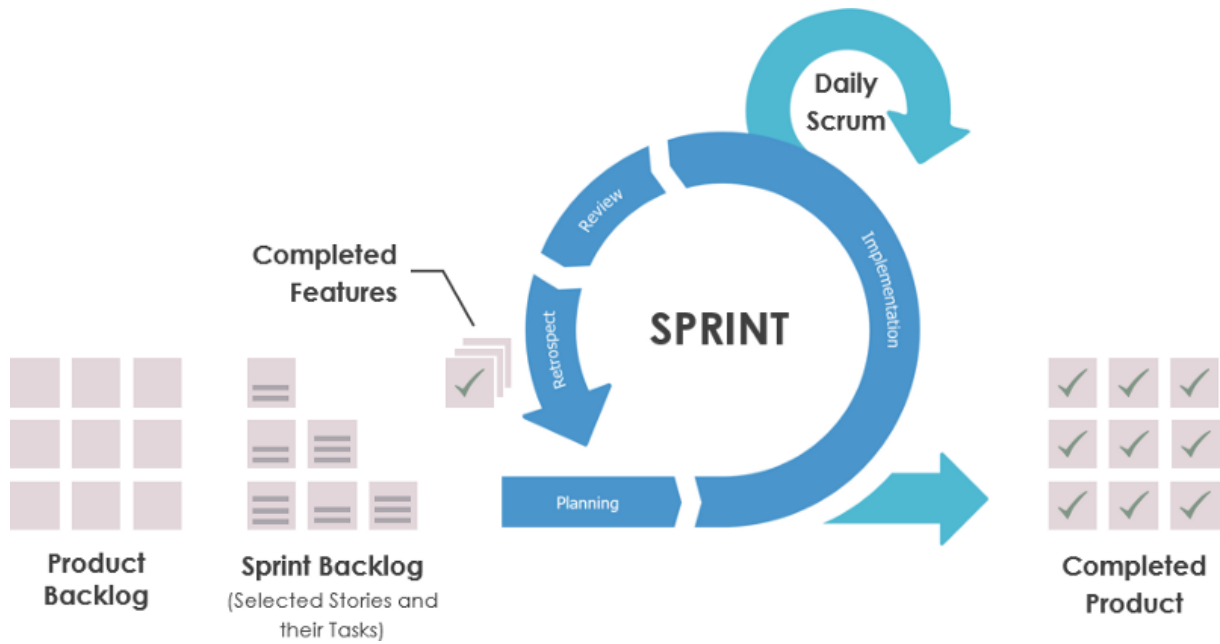 Daily
Scrum
Review
Implementation
Completed
Features
SPRINT
Retrospect
Planning
Product
Backlog
Sprint Backlog
(Selected Stories and
their Tasks)
Completed
Product